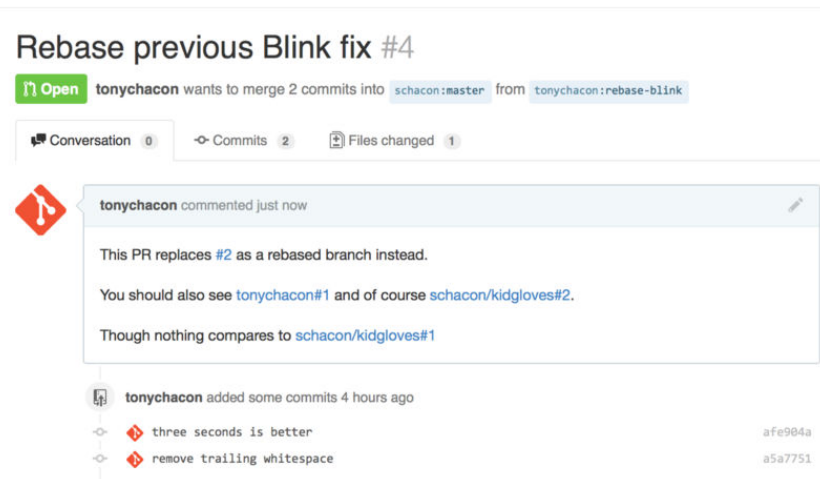 Rebase previous Blink fix #4
Open tonychacon wants to merge 2 commits into schacon:master from tonychacon:rebase-blink
Conversation 0 Commits 2 Files changed 1
tonychacon commented just now
This PR replaces #2 as a rebased branch instead.
You should also see tonychacon#1 and of course schacon/kidgloves#2.
Though nothing compares to schacon/kidgloves#1
tonychacon added some commits 4 hours ago
three seconds is better afe904a
remove trailing whitespace a5a7751